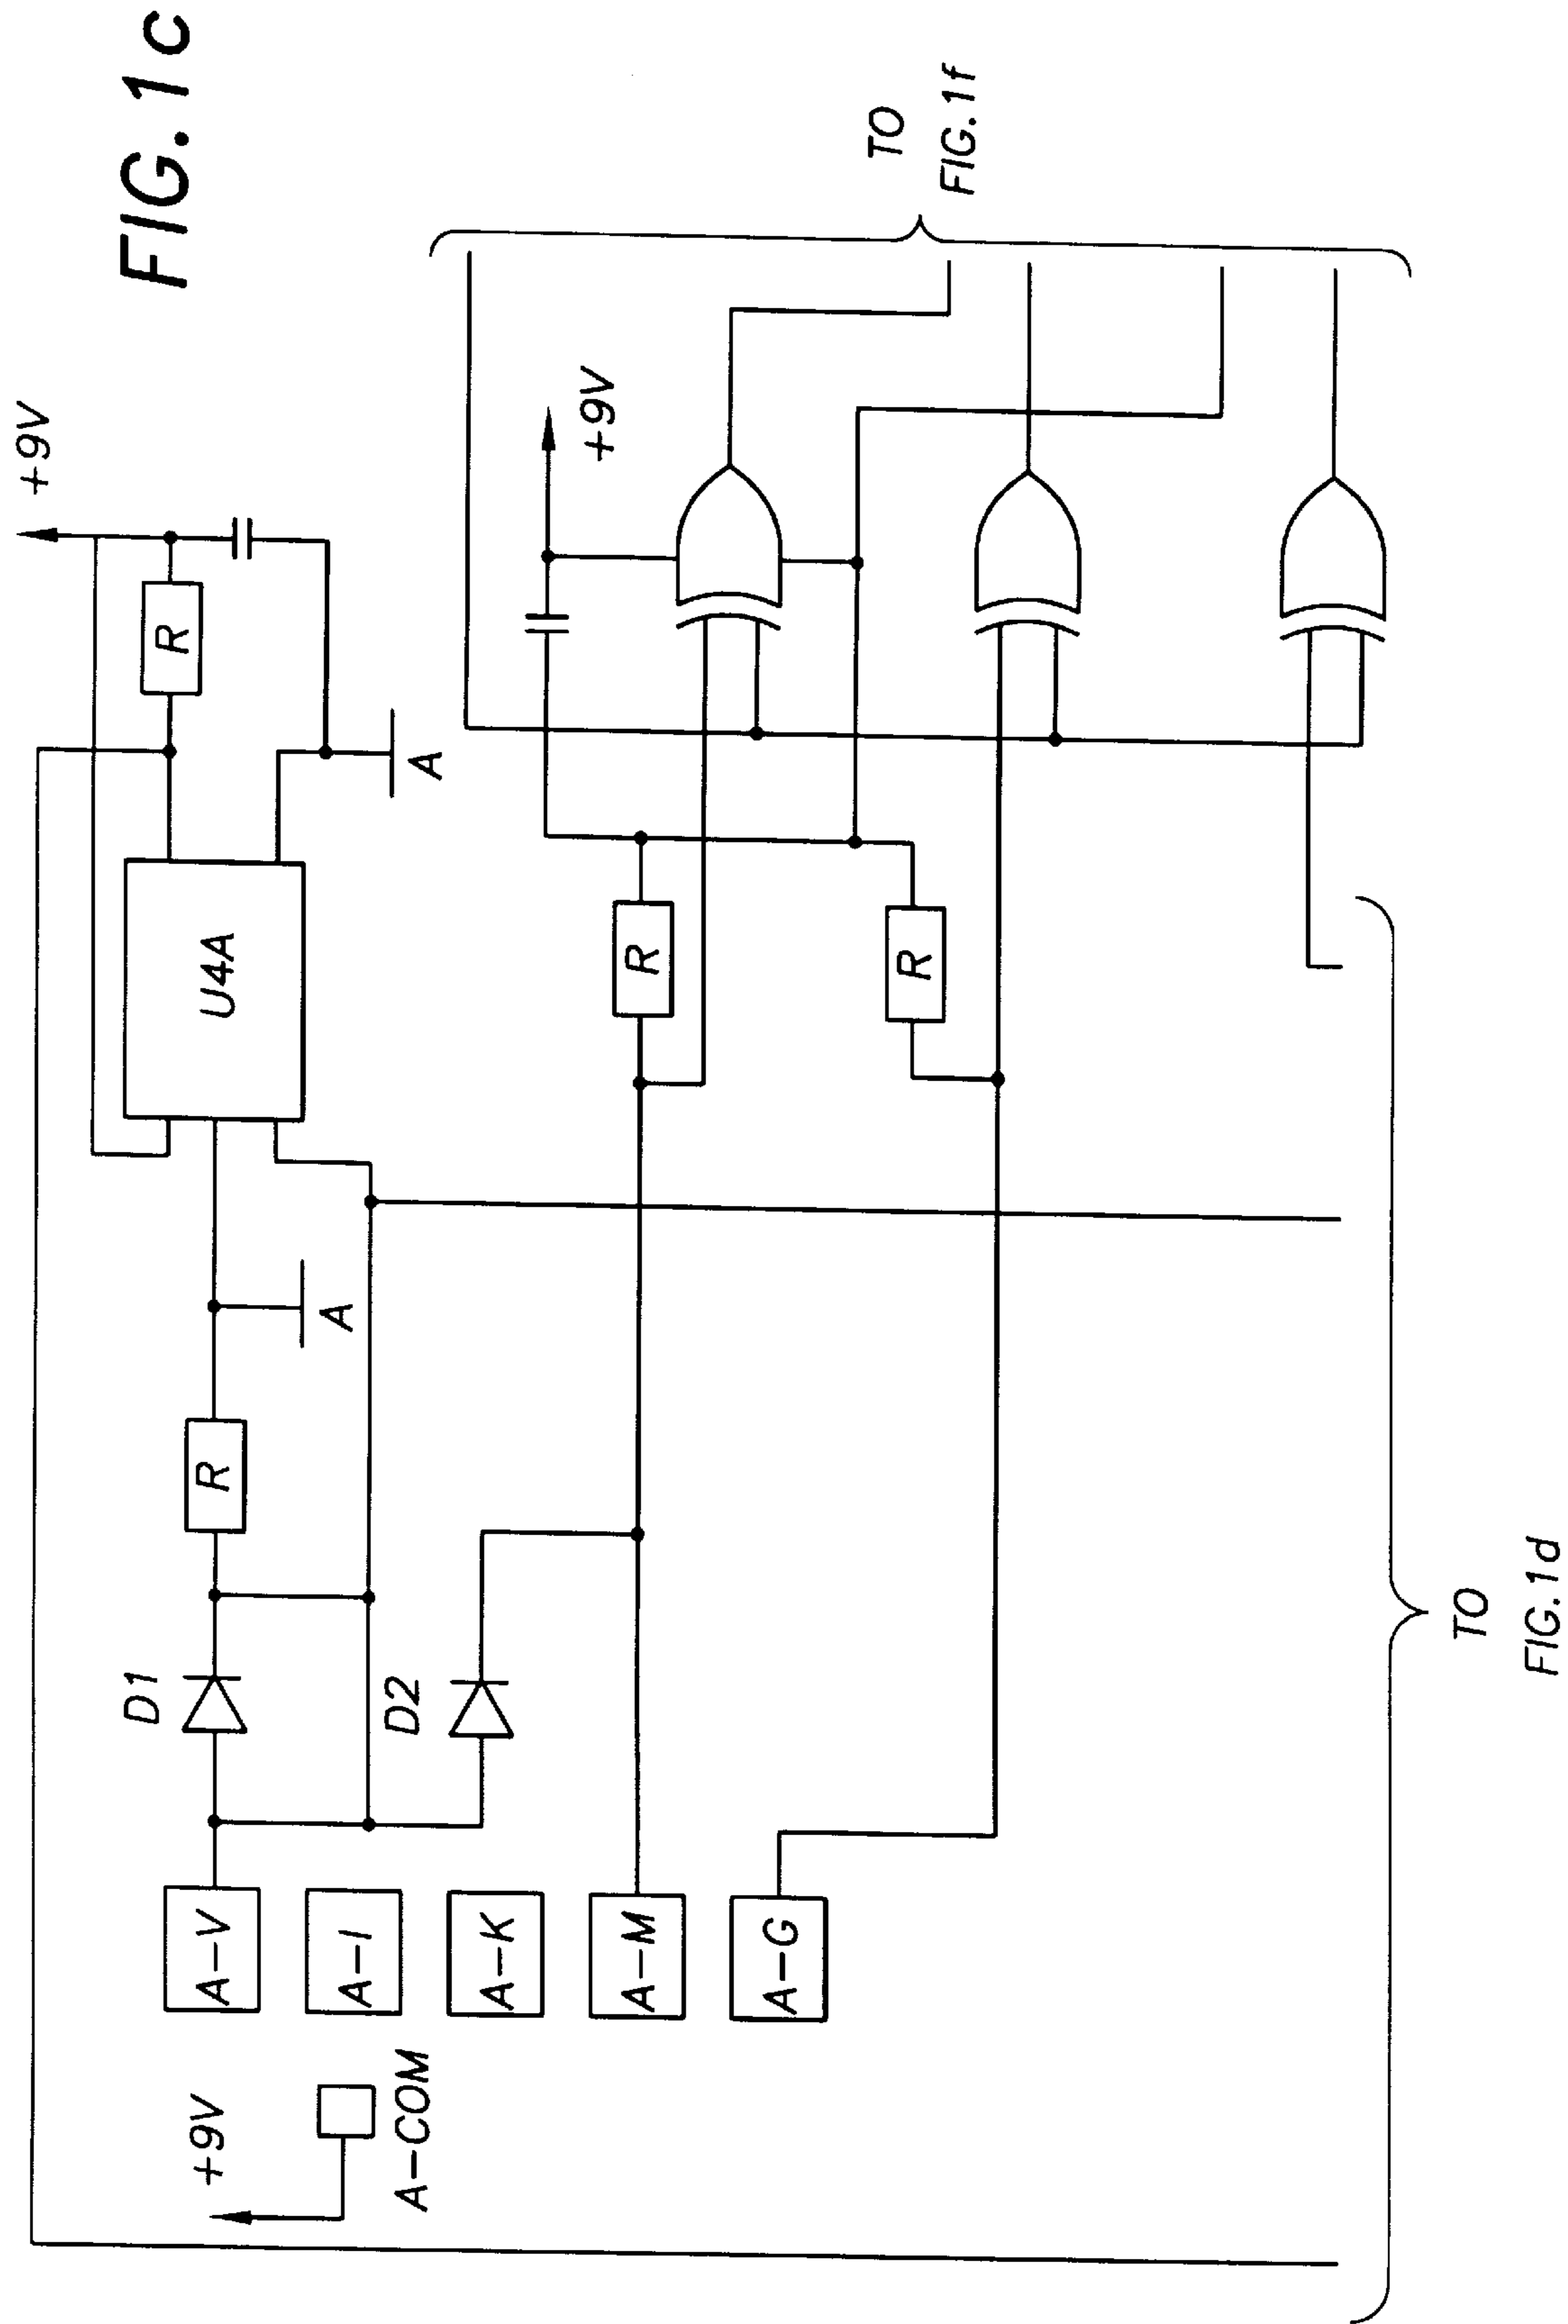 FIG.1c
+9V
R
U4A
A
R
A
D1
D2
+9V
A-COM
A-V
A-I
A-K
A-M
A-G
R
R
+9V
TO
FIG.1f
TO
FIG.1d